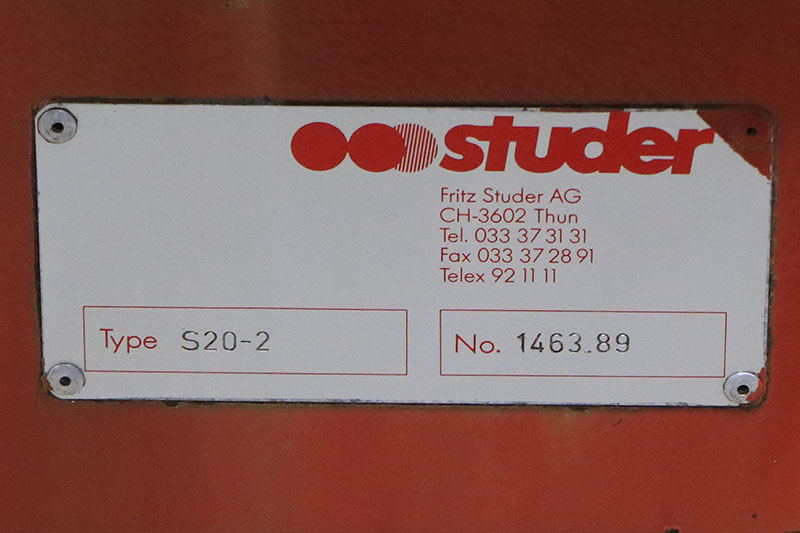 studer
Fritz Studer AG
CH-3602 Thun
Tel. 033 37 31 31
Fax 033 37 28 91
Telex 92 11 11
Type S20-2
No. 1463.89